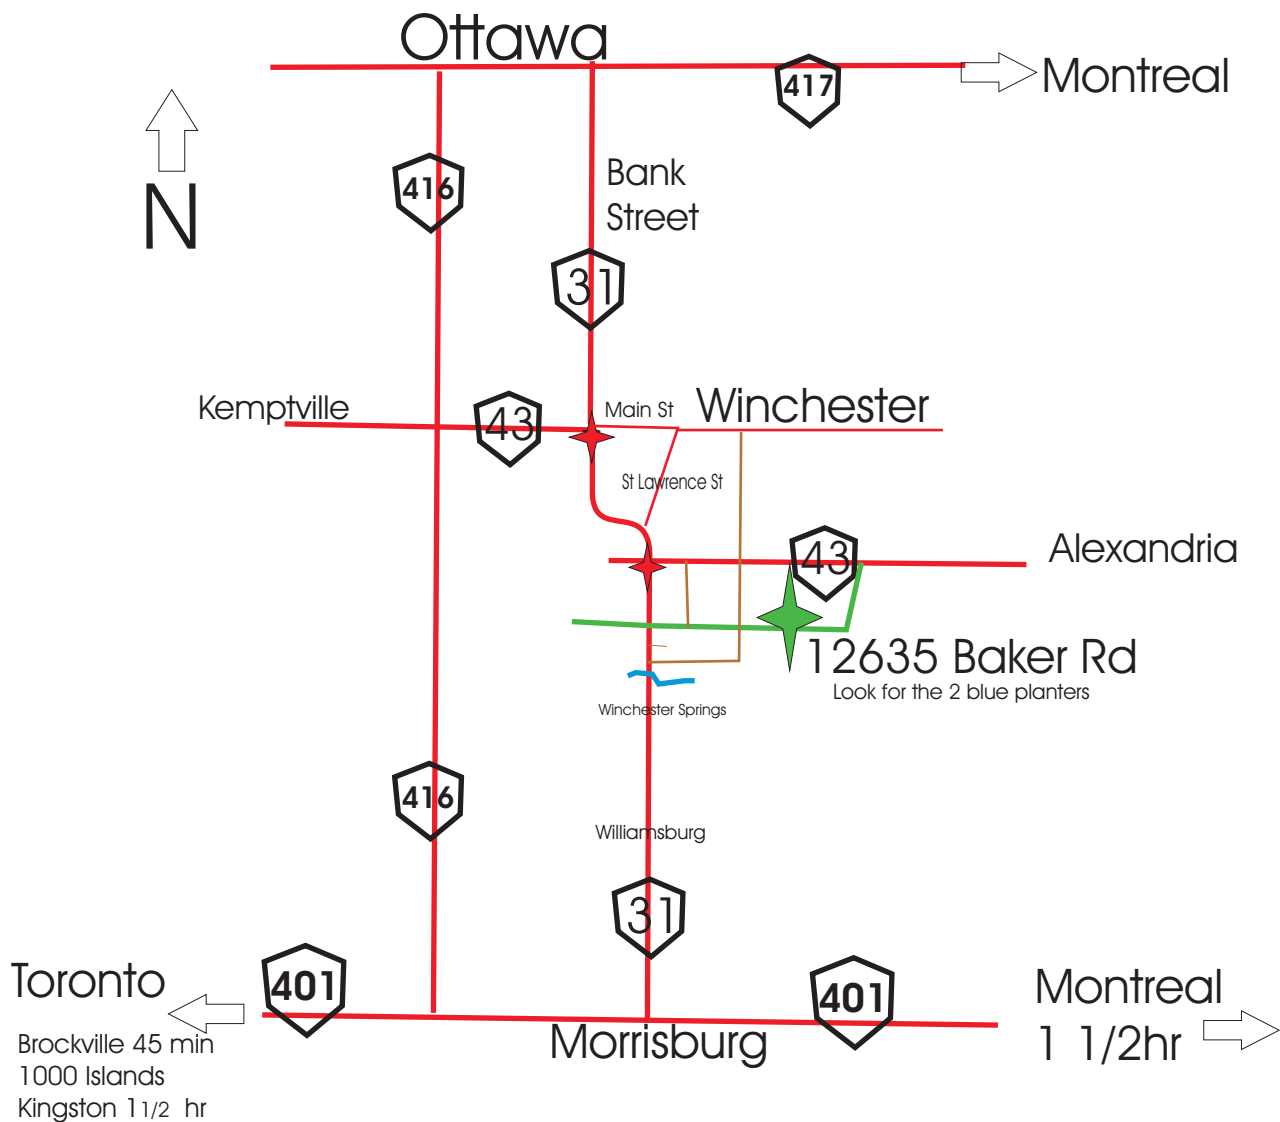 Ottawa
417
Montreal
N
416
Bank
Street
31
Kemptville
43
Main St
Winchester
St Lawrence St
43
Alexandria
12635 Baker Rd
Look for the 2 blue planters
Winchester Springs
416
Williamsburg
31
Toronto
401
401
Montreal
1 1/2hr
Morrisburg
Brockville 45 min
1000 Islands
Kingston 1 1/2 hr